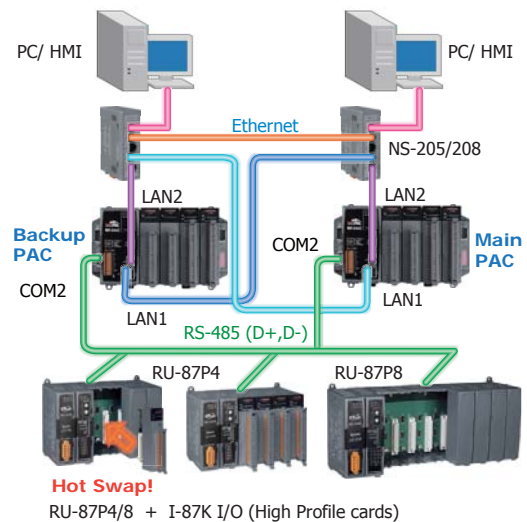 PC/ HMI
PC/ HMI
Ethernet
NS-205/208
LAN2
LAN2
Backup
PAC
COM2
Main
PAC
COM2
LAN1
LAN1
RS-485 (D+,D-)
RU-87P4
RU-87P8
Hot Swap!
RU-87P4/8 + I-87K I/O (High Profile cards)